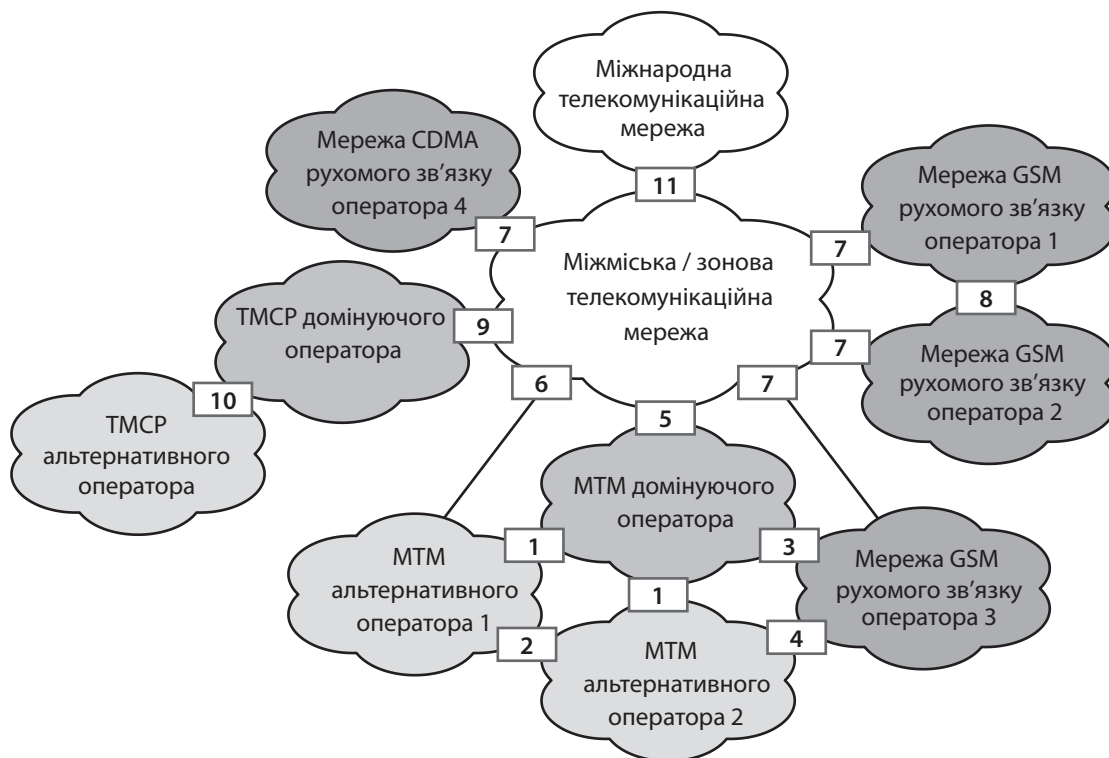 Міжнародна
телекомунікаційна
мережа
11
Мережа CDMA
рухомого зв’язку
оператора 4
7
Мережа GSM
рухомого зв’язку
оператора 1
7
8
Міжміська / зонова
телекомунікаційна
мережа
ТМСР домінуючого
оператора
9
7
Мережа GSM
рухомого зв’язку
оператора 2
10
ТМСР
альтернативного
оператора
6
7
5
МТМ домінуючого
оператора
1
3
МТМ
альтернативного
оператора 1
Мережа GSM
рухомого зв’язку
оператора 3
1
2
4
МТМ
альтернативного
оператора 2